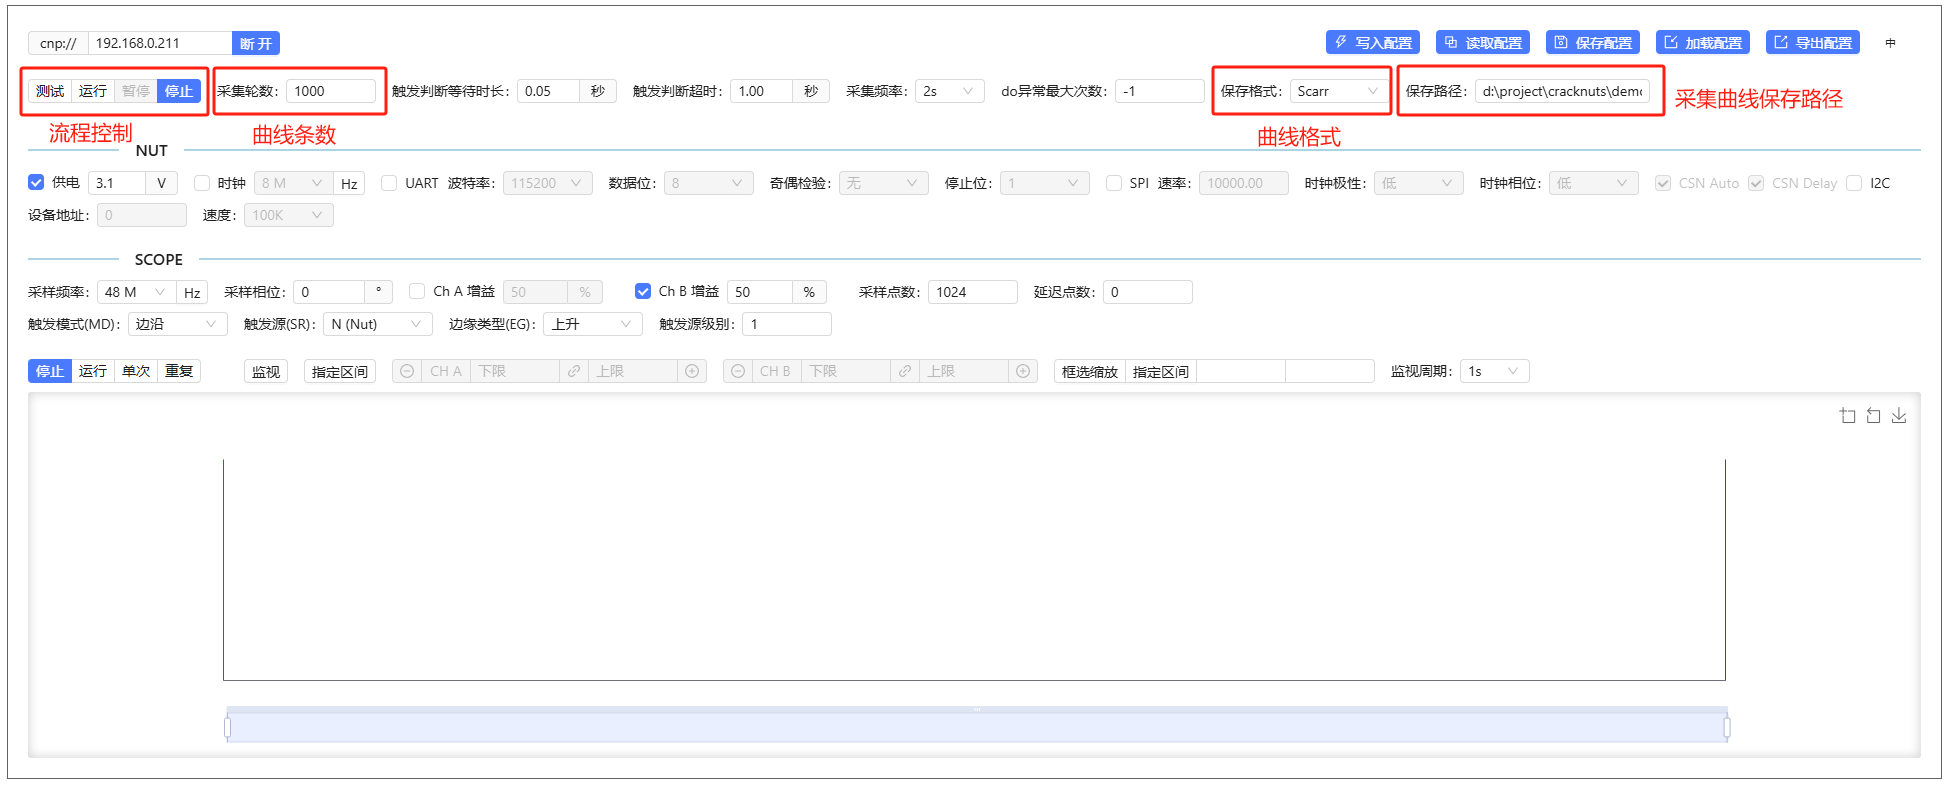 cnp:// 192.168.0.211 断 开 写入配置 读取配置 保存配置 加载配置 导出配置 中
测试 运行 暂停 停止 采集轮数: 1000 触发判断等待时长: 0.05 秒 触发判断超时: 1.00 秒 采集频率: 2s do异常最大次数: -1 保存格式: Scarr 保存路径: d:\project\cracknuts\demo 采集曲线保存路径
流程控制 曲线条数 曲线格式
NUT
供电 3.1 V 时钟 8 M Hz UART 波特率: 115200 数据位: 8 奇偶检验: 无 停止位: 1 SPI 速率: 10000.00 时钟极性: 低 时钟相位: 低 CSN Auto CSN Delay I2C
设备地址: 0 速度: 100K
SCOPE
采样频率: 48 M Hz 采样相位: 0 ° Ch A 增益 50 % Ch B 增益 50 % 采样点数: 1024 延迟点数: 0
触发模式(MD): 边沿 触发源(SR): N (Nut) 边缘类型(EG): 上升 触发源级别: 1
停止 运行 单次 重复 监视 指定区间 CH A 下限 上限 CH B 下限 上限 框选缩放 指定区间 监视周期: 1s